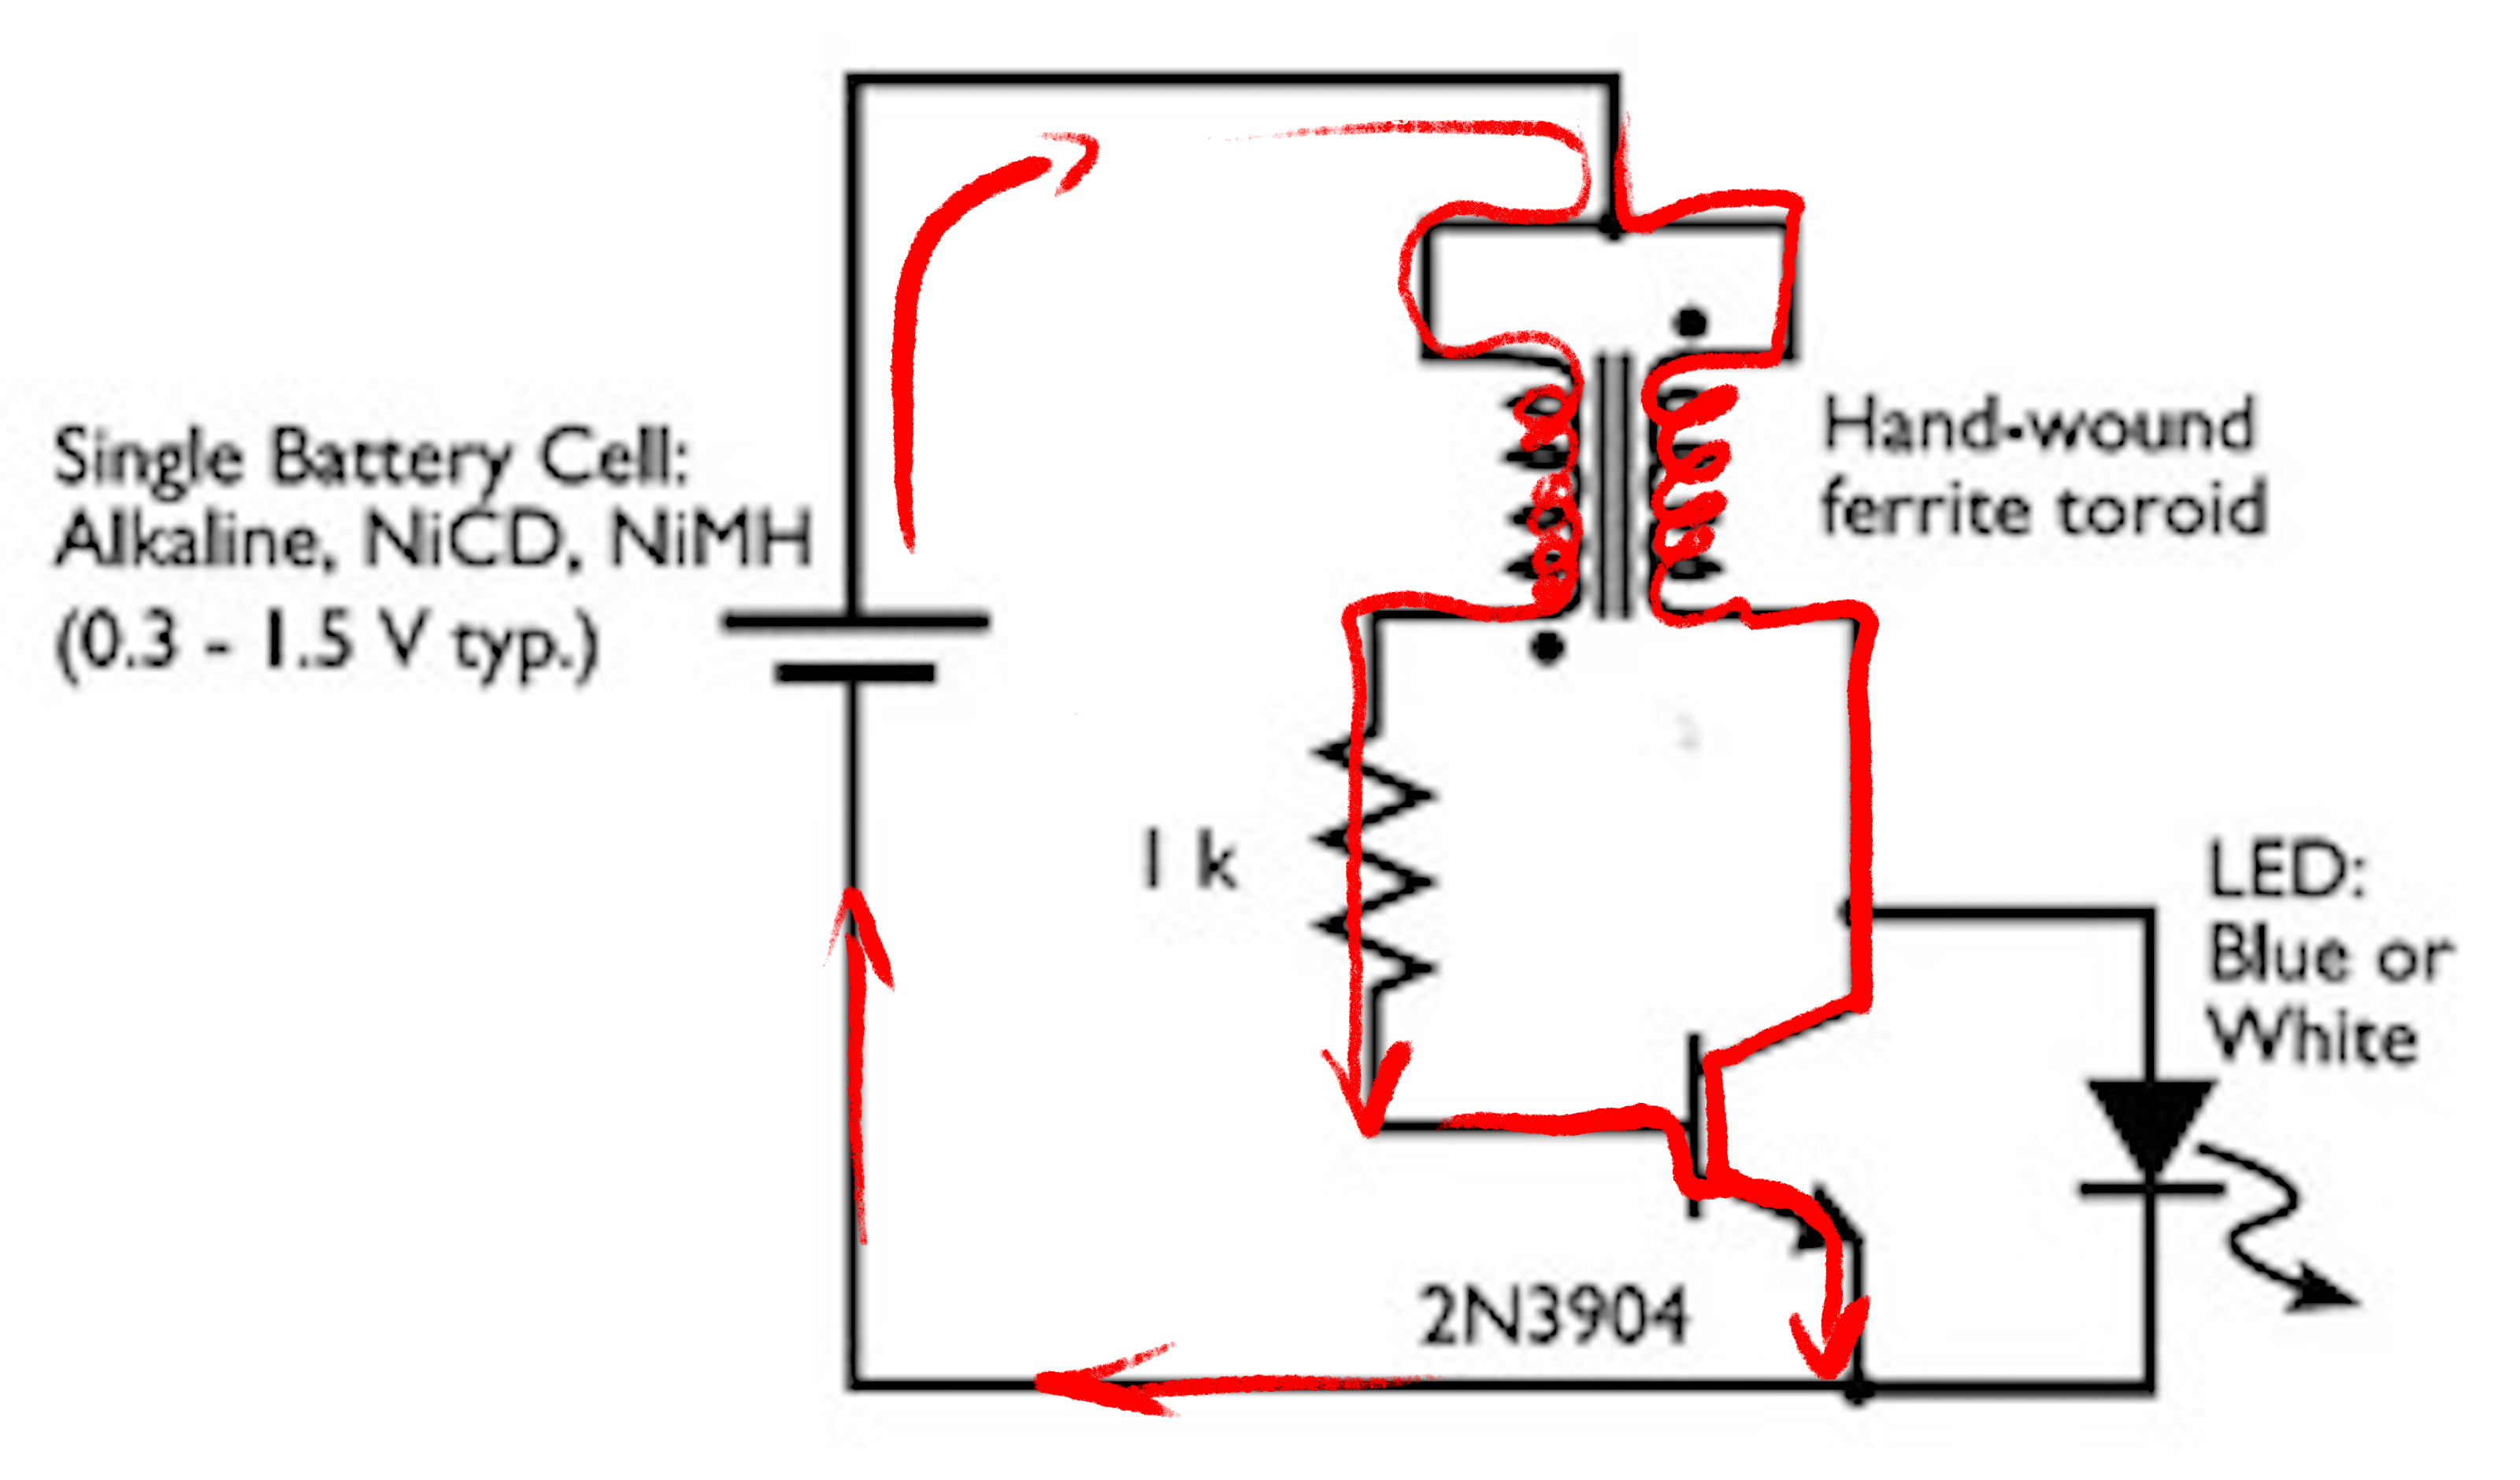 Single Battery Cell:
Alkaline, NiCD, NiMH
(0.3 - 1.5 V typ.)
Hand-wound
ferrite toroid
1 k
LED:
Blue or
White
2N3904